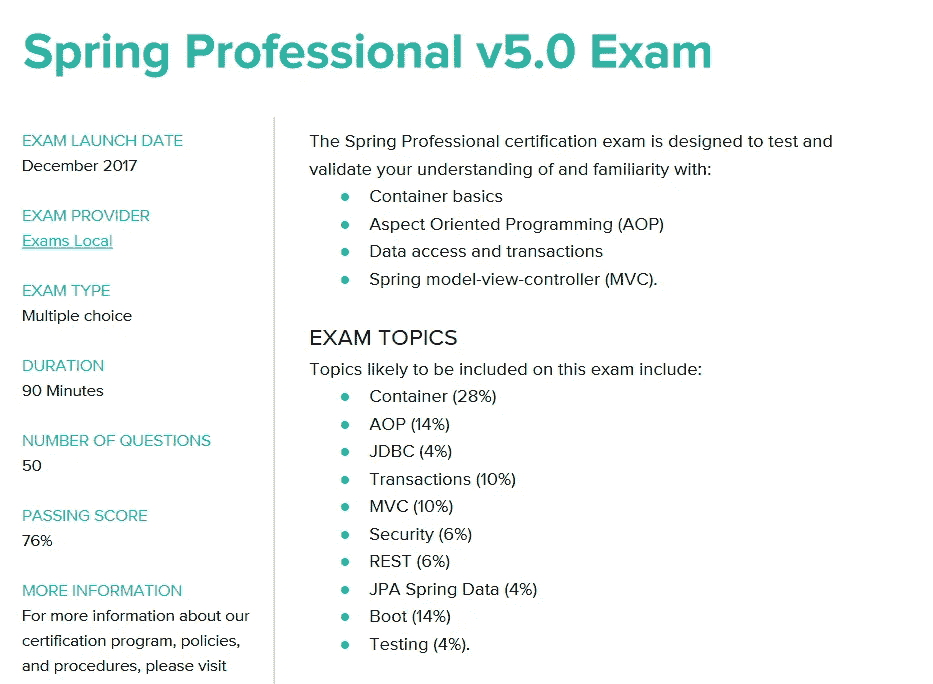 Spring Professional v5.0 Exam
EXAM LAUNCH DATE
December 2017
EXAM PROVIDER
Exams Local
EXAM TYPE
Multiple choice
DURATION
90 Minutes
NUMBER OF QUESTIONS
50
PASSING SCORE
76%
MORE INFORMATION
For more information about our
certification program, policies,
and procedures, please visit
The Spring Professional certification exam is designed to test and
validate your understanding of and familiarity with:
● Container basics
● Aspect Oriented Programming (AOP)
● Data access and transactions
● Spring model-view-controller (MVC).
EXAM TOPICS
Topics likely to be included on this exam include:
● Container (28%)
● AOP (14%)
● JDBC (4%)
● Transactions (10%)
● MVC (10%)
● Security (6%)
● REST (6%)
● JPA Spring Data (4%)
● Boot (14%)
● Testing (4%).